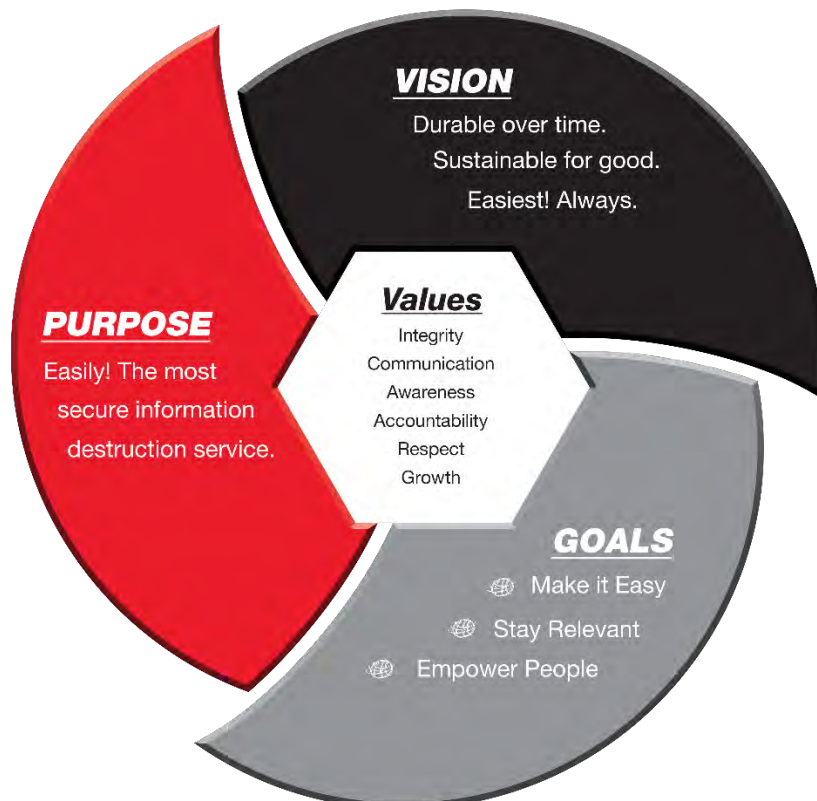 VISION
Durable over time.
Sustainable for good.
Easiest! Always.
PURPOSE
Easily! The most
secure information
destruction service.
Values
Integrity
Communication
Awareness
Accountability
Respect
Growth
GOALS
Make it Easy
Stay Relevant
Empower People